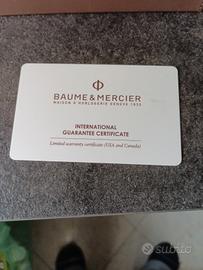 BAUME & MERCIER
MAISON D'HORLOGERIE GENEVE 1830
INTERNATIONAL
GUARANTEE CERTIFICATE
Limited warranty certificate (USA and Canada)
subito